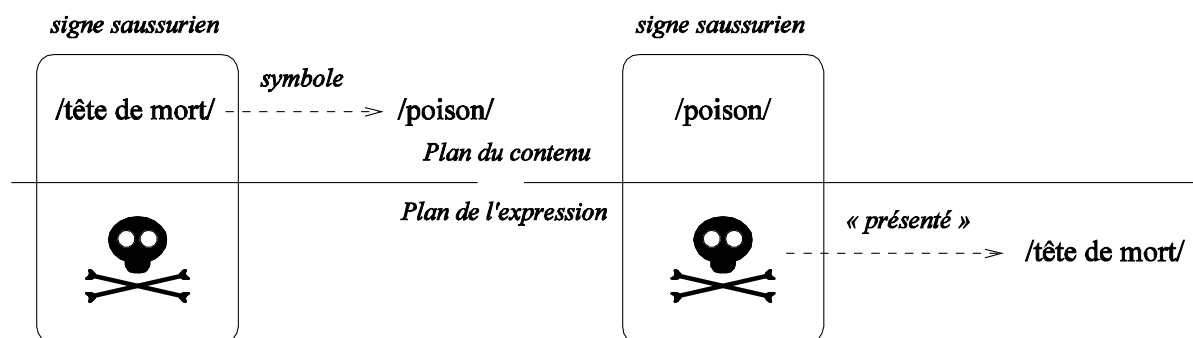 signe saussurien
signe saussurien
/tête de mort/
symbole
/poison/
/poison/
Plan du contenu
Plan de l'expression
« présenté »
/tête de mort/